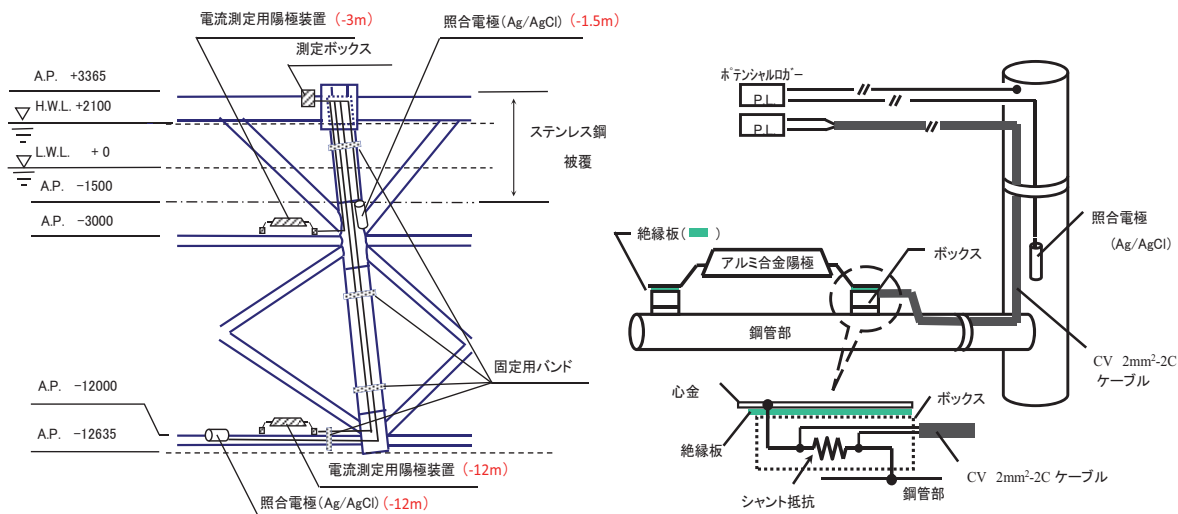 電流測定用陽極装置 (-3m)
照合電極(Ag/AgCl) (-1.5m)
測定ボックス
A.P. +3365
H.W.L. +2100
L.W.L. + 0
A.P. -1500
A.P. -3000
ステンレス鋼
被覆
固定用バンド
A.P. -12000
A.P. -12635
電流測定用陽極装置 (-12m)
照合電極(Ag/AgCl) (-12m)
ポテンシャルロガー
P.L
P.L
照合電極
(Ag/AgCl)
絶縁板( )
アルミ合金陽極
ボックス
鋼管部
CV 2mm²-2C
ケーブル
心金
ボックス
絶縁板
CV 2mm²-2C ケーブル
シャント抵抗
鋼管部